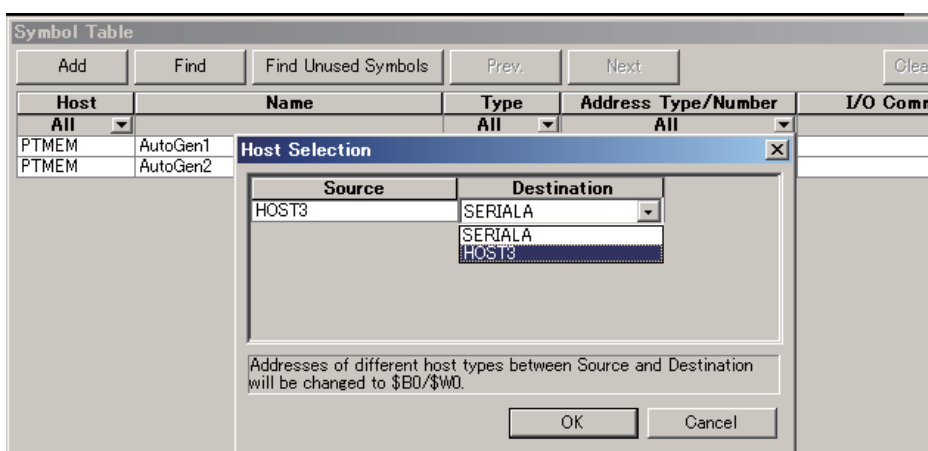 Symbol Table
Add Find Find Unused Symbols Prev. Next
Host Name Type Address Type/Number
All All All
PTMEM AutoGen1
PTMEM AutoGen2
Host Selection
Source Destination
HOST3 SERIALA
SERIALA
HOST3
Addresses of different host types between Source and Destination
will be changed to $B0/$W0.
OK Cancel